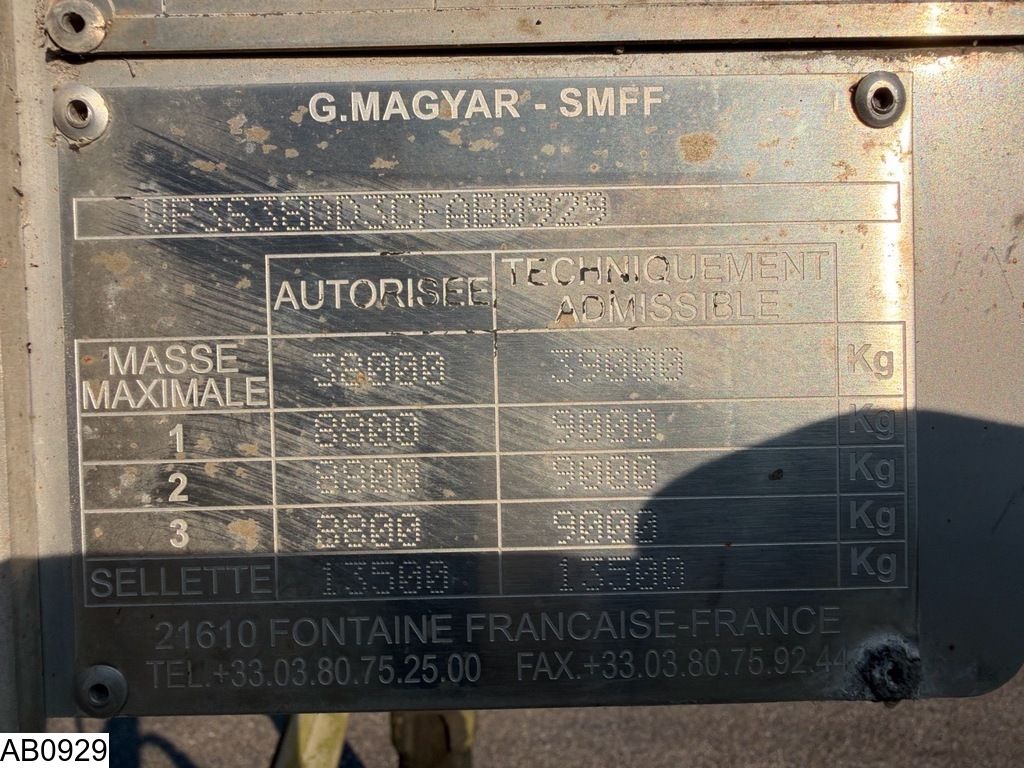 G.MAGYAR - SMFF
VF3636DD3CFAB0929
AUTORISEE TECHNIQUEMENT
ADMISSIBLE
MASSE
MAXIMALE 38000 39000 Kg
1 8800 9000 Kg
2 8800 9000 Kg
3 8800 9000 Kg
SELLETTE 13500 13500 Kg
21610 FONTAINE FRANCAISE-FRANCE
TEL.+33.03.80.75.25.00 FAX.+33.03.80.75.92.44
AB0929